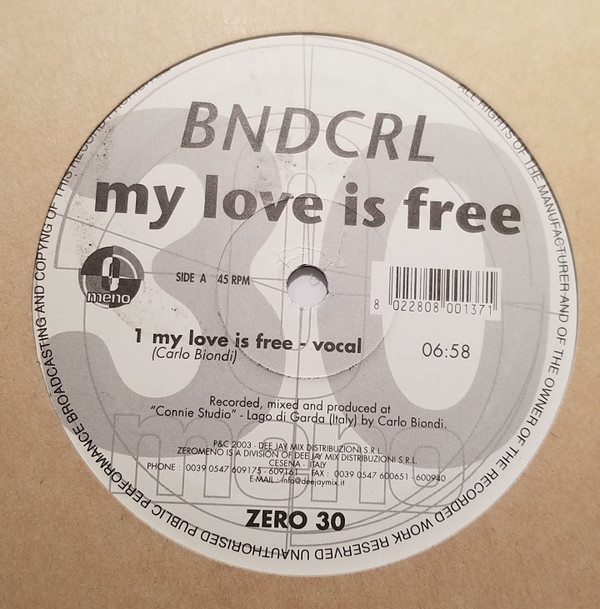 BNDCRL
my love is free
0
meno
SIDE A 45 RPM
8 022808 001371
1 my love is free - vocal
(Carlo Biondi)
06:58
Recorded, mixed and produced at
"Connie Studio" - Lago di Garda (Italy) by Carlo Biondi.
P&C 2003 - DEE JAY MIX DISTRIBUZIONI S.R.L.
ZEROMENO IS A DIVISION OF DEE JAY MIX DISTRIBUZIONI S.R.L.
CESENA - ITALY
PHONE : 0039 0547 609175 - 609161 FAX : 0039 0547 600651 - 600940
E-MAIL : info@deejaymix.it
ZERO 30
30
meno
ALL RIGHTS OF THE MANUFACTURER AND OF THE OWNER OF THE RECORDED WORK RESERVED UNAUTHORISED PUBLIC PERFORMANCE BROADCASTING AND COPYNG OF THIS RECORD